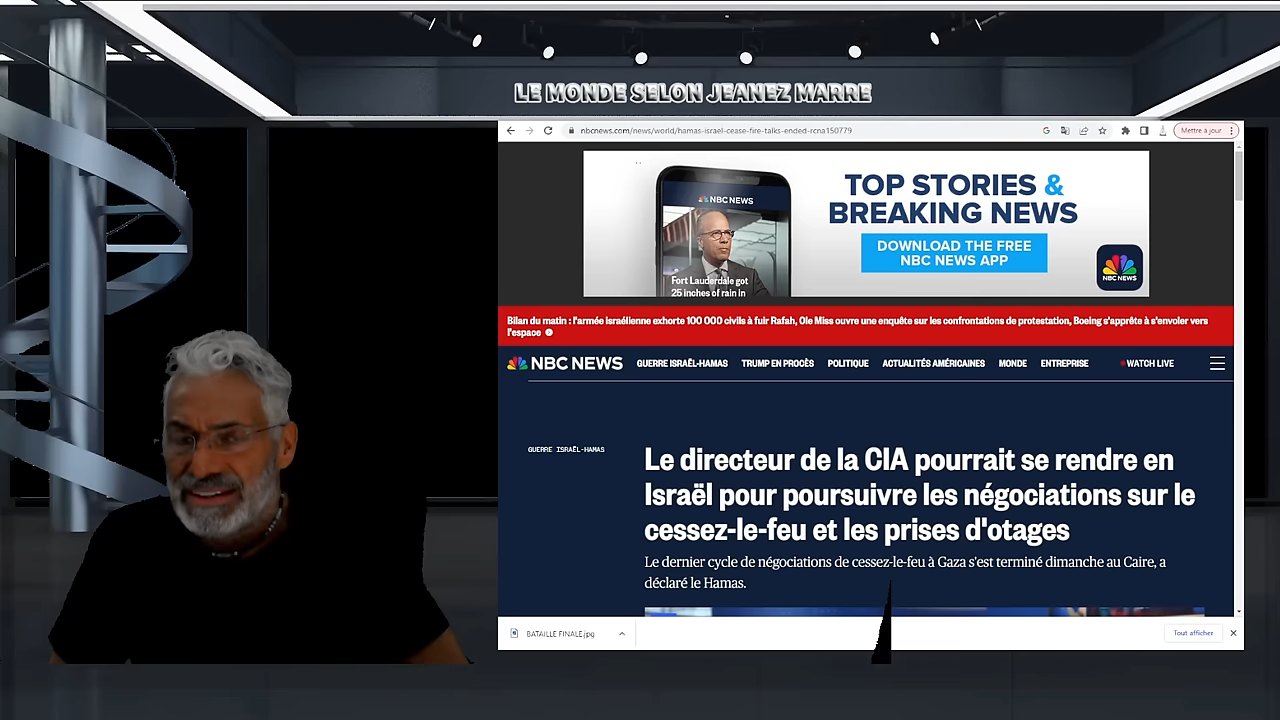 LE MONDE SELON JEANEZ MARRE
nbcnews.com/news/world/hamas-israel-cease-fire-talks-ended-rcna150779
Mettre à jour
NBC NEWS
Fort Lauderdale got
25 inches of rain in
TOP STORIES &
BREAKING NEWS
DOWNLOAD THE FREE
NBC NEWS APP
NBC NEWS
Bilan du matin : l'armée israélienne exhorte 100 000 civils à fuir Rafah, Ole Miss ouvre une enquête sur les confrontations de protestation, Boeing s'apprête à s'envoler vers
l'espace
NBC NEWS GUERRE ISRAËL-HAMAS TRUMP EN PROCÈS POLITIQUE ACTUALITÉS AMÉRICAINES MONDE ENTREPRISE WATCH LIVE
GUERRE ISRAËL-HAMAS
Le directeur de la CIA pourrait se rendre en
Israël pour poursuivre les négociations sur le
cessez-le-feu et les prises d'otages
Le dernier cycle de négociations de cessez-le-feu à Gaza s'est terminé dimanche au Caire, a
déclaré le Hamas.
BATAILLE FINALE.jpg
Tout afficher